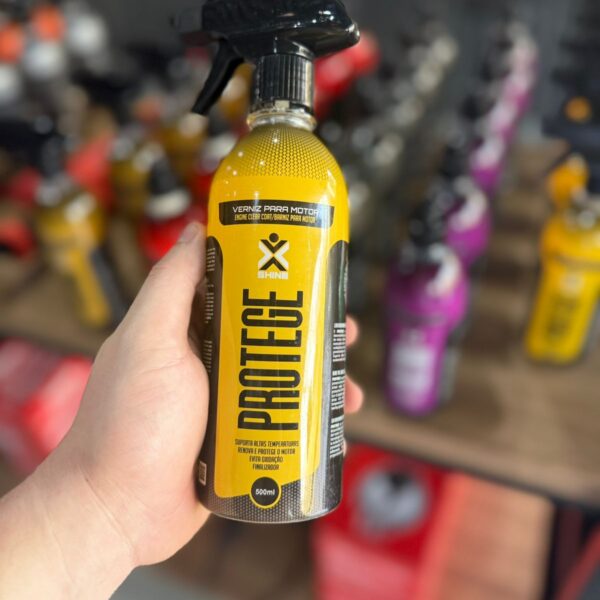 VERNIZ PARA MOTOR
ENGINE CLEAR COAT/BARNIZ PARA MOTOR
X
SHINE
PROTEGE
SUPORTA ALTAS TEMPERATURAS
RENOVA E PROTEGE O MOTOR
EVITA OXIDAÇÃO
FINALIZADOR
500ml